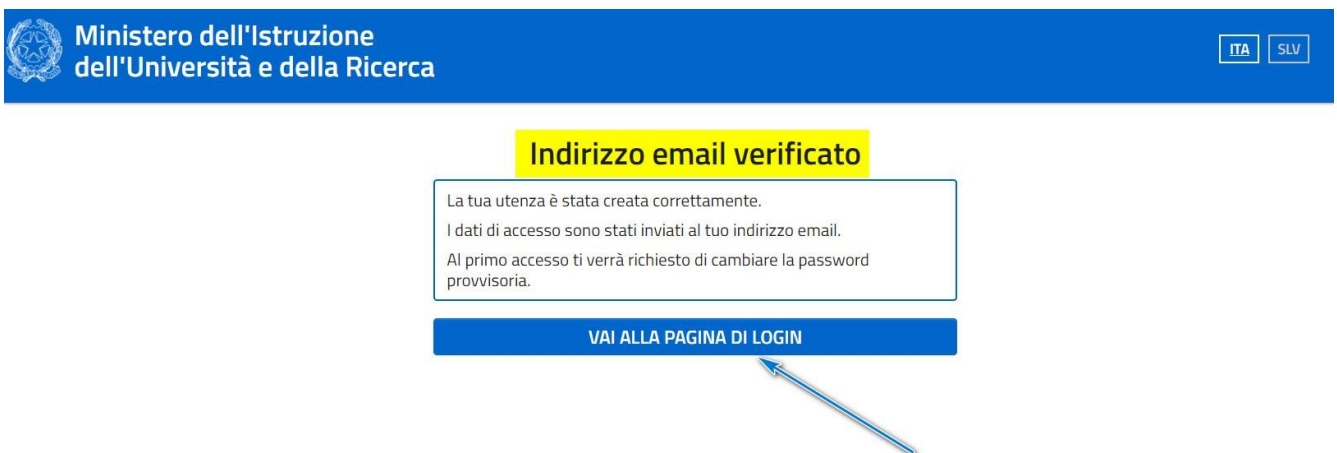 Ministero dell'Istruzione
dell'Università e della Ricerca
ITA
SLV
Indirizzo email verificato
La tua utenza è stata creata correttamente.
I dati di accesso sono stati inviati al tuo indirizzo email.
Al primo accesso ti verrà richiesto di cambiare la password
provvisoria.
VAI ALLA PAGINA DI LOGIN